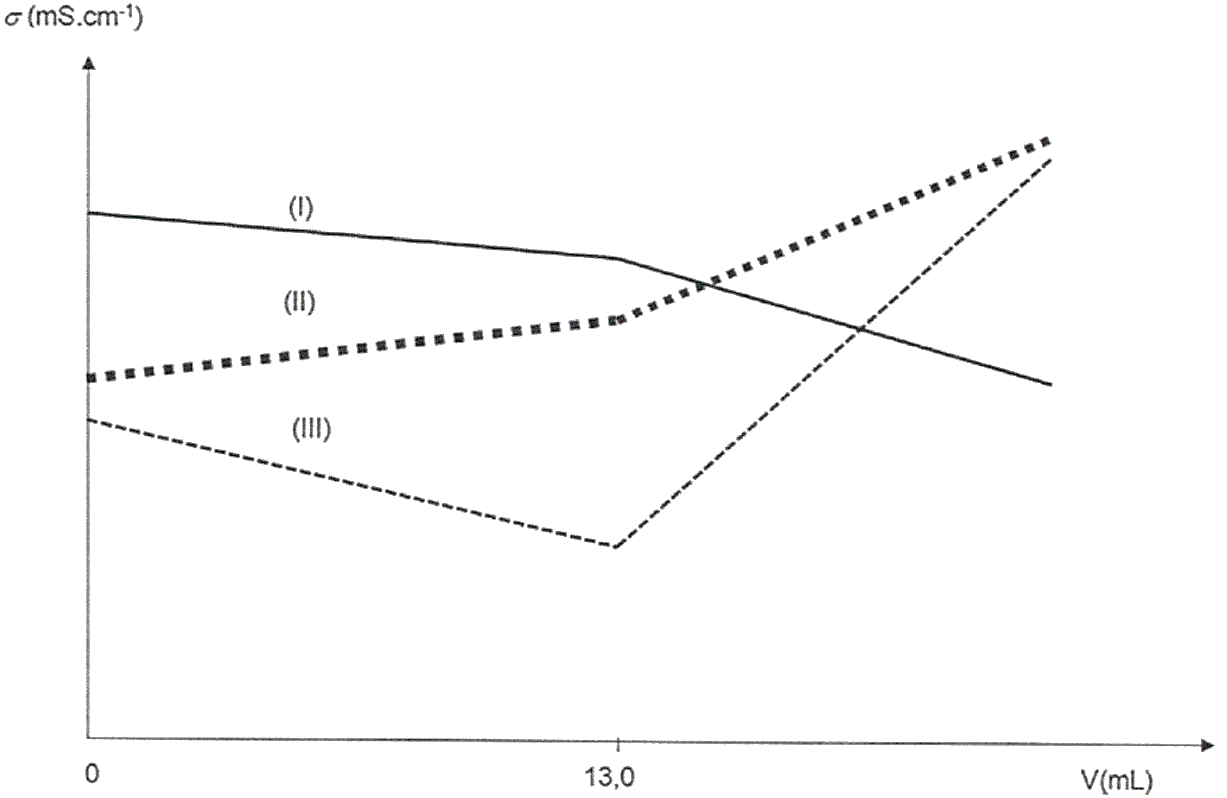 σ (mS.cm-1)
(I)
(II)
(III)
0
13,0
V(mL)